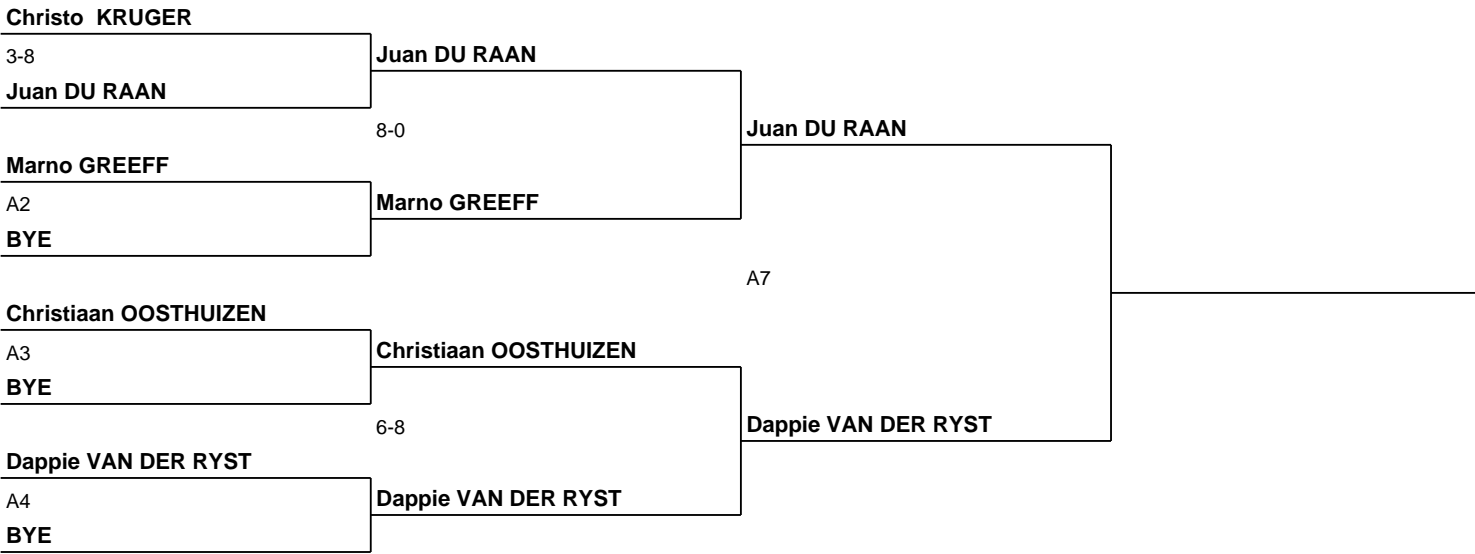 Christo  KRUGER
3-8
Juan DU RAAN
Juan DU RAAN
8-0
Juan DU RAAN
Marno GREEFF
A2
Marno GREEFF
BYE
A7
Christiaan OOSTHUIZEN
A3
Christiaan OOSTHUIZEN
BYE
6-8
Dappie VAN DER RYST
Dappie VAN DER RYST
A4
Dappie VAN DER RYST
BYE